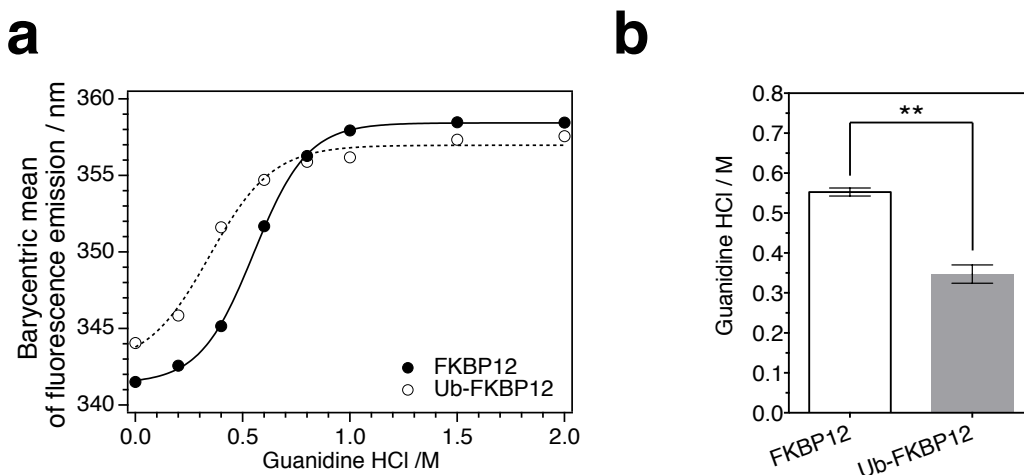 a
b
360
355
350
345
340
Barycentric mean
of fluorescence emission / nm
FKBP12
Ub-FKBP12
0.0
0.5
1.0
1.5
2.0
Guanidine HCl /M
0.8
0.7
0.6
0.5
0.4
0.3
0.2
0.1
0.0
Guanidine HCl / M
**
FKBP12
Ub-FKBP12